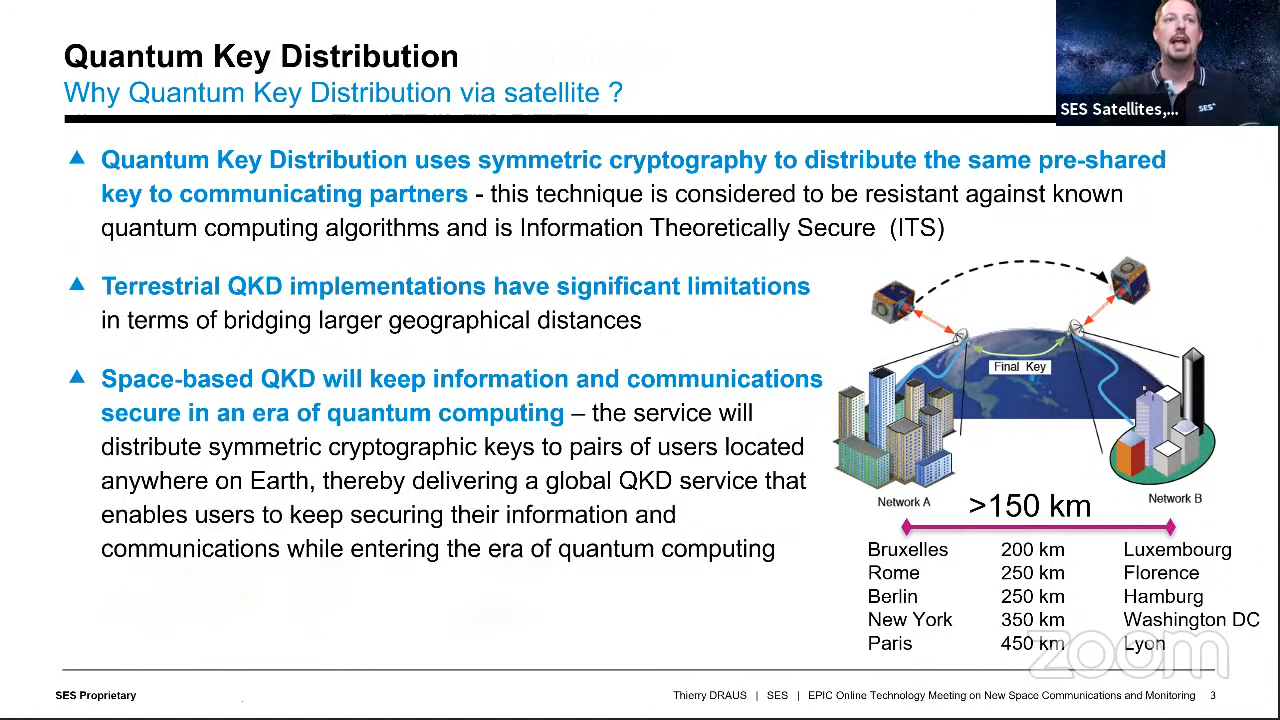 Quantum Key Distribution
Why Quantum Key Distribution via satellite ?
SES Satellites,...
SES
Quantum Key Distribution uses symmetric cryptography to distribute the same pre-shared
key to communicating partners - this technique is considered to be resistant against known
quantum computing algorithms and is Information Theoretically Secure (ITS)
Terrestrial QKD implementations have significant limitations
in terms of bridging larger geographical distances
Space-based QKD will keep information and communications
secure in an era of quantum computing – the service will
distribute symmetric cryptographic keys to pairs of users located
anywhere on Earth, thereby delivering a global QKD service that
enables users to keep securing their information and
communications while entering the era of quantum computing
Final Key
Network A
Network B
>150 km
Bruxelles 200 km Luxembourg
Rome 250 km Florence
Berlin 250 km Hamburg
New York 350 km Washington DC
Paris 450 km Lyon
zoom
SES Proprietary
Thierry DRAUS | SES | EPIC Online Technology Meeting on New Space Communications and Monitoring 3